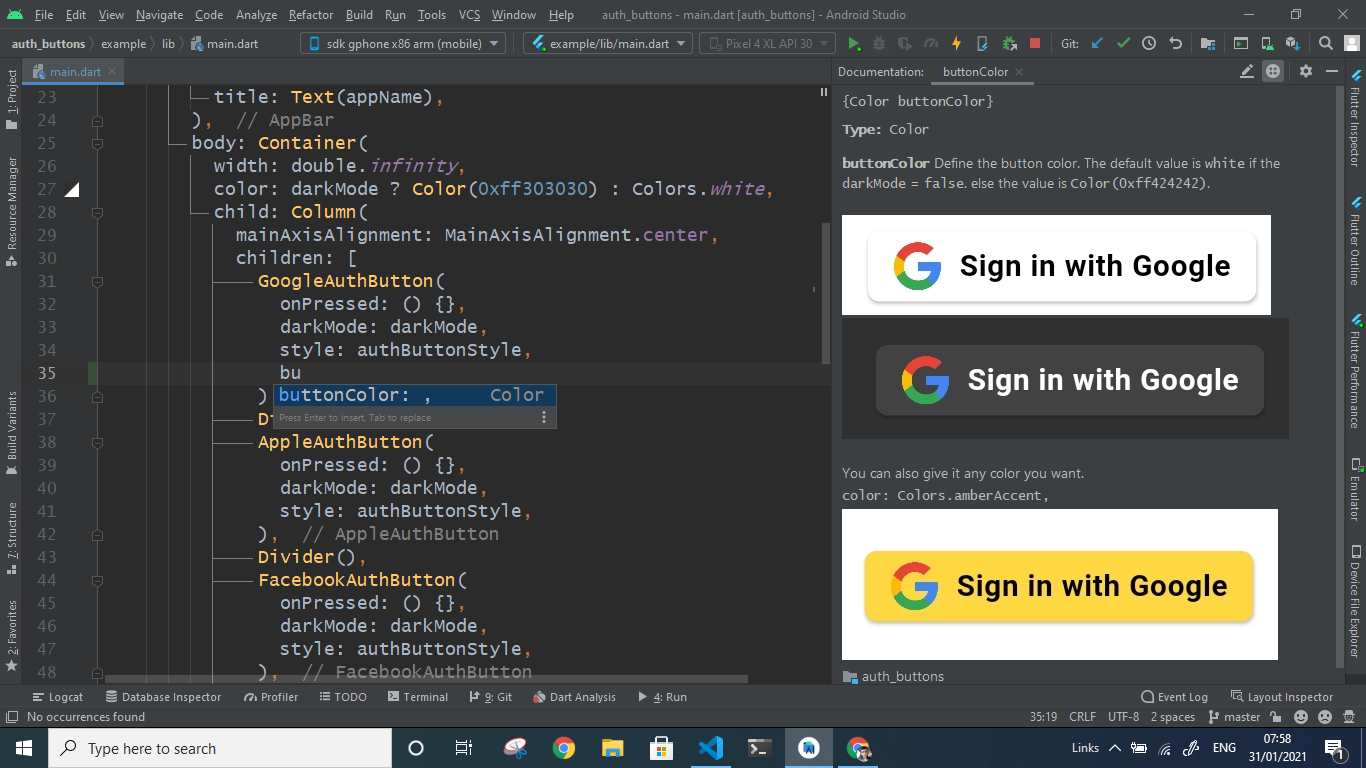 File Edit View Navigate Code Analyze Refactor Build Run Tools VCS Window Help auth_buttons - main.dart [auth_buttons] - Android Studio
auth_buttons example lib main.dart sdk gphone x86 arm (mobile) example/lib/main.dart Pixel 4 XL API 30 Git:
main.dart
Documentation: buttonColor
1: Project
Resource Manager
Build Variants
7: Structure
2: Favorites
23 title: Text(appName),
24 ), // AppBar
25 body: Container(
26 width: double.infinity,
27 color: darkMode ? Color(0xff303030) : Colors.white,
28 child: Column(
29 mainAxisAlignment: MainAxisAlignment.center,
30 children: [
31 GoogleAuthButton(
32 onPressed: () {},
33 darkMode: darkMode,
34 style: authButtonStyle,
35 bu
36 )
buttonColor: , Color
Press Enter to insert, Tab to replace
37 D
38 AppleAuthButton(
39 onPressed: () {},
40 darkMode: darkMode,
41 style: authButtonStyle,
42 ), // AppleAuthButton
43 Divider(),
44 FacebookAuthButton(
45 onPressed: () {},
46 darkMode: darkMode,
47 style: authButtonStyle,
48 ), // FacebookAuthButton
{Color buttonColor}
Type: Color
buttonColor Define the button color. The default value is white if the
darkMode = false. else the value is Color(0xff424242).
Sign in with Google
Sign in with Google
You can also give it any color you want.
color: Colors.amberAccent,
Sign in with Google
auth_buttons
Flutter Inspector
Flutter Outline
Flutter Performance
Emulator
Device File Explorer
Logcat Database Inspector Profiler TODO Terminal 9: Git Dart Analysis 4: Run Event Log Layout Inspector
No occurrences found 35:19 CRLF UTF-8 2 spaces master
Type here to search Links ENG 07:58
31/01/2021 1